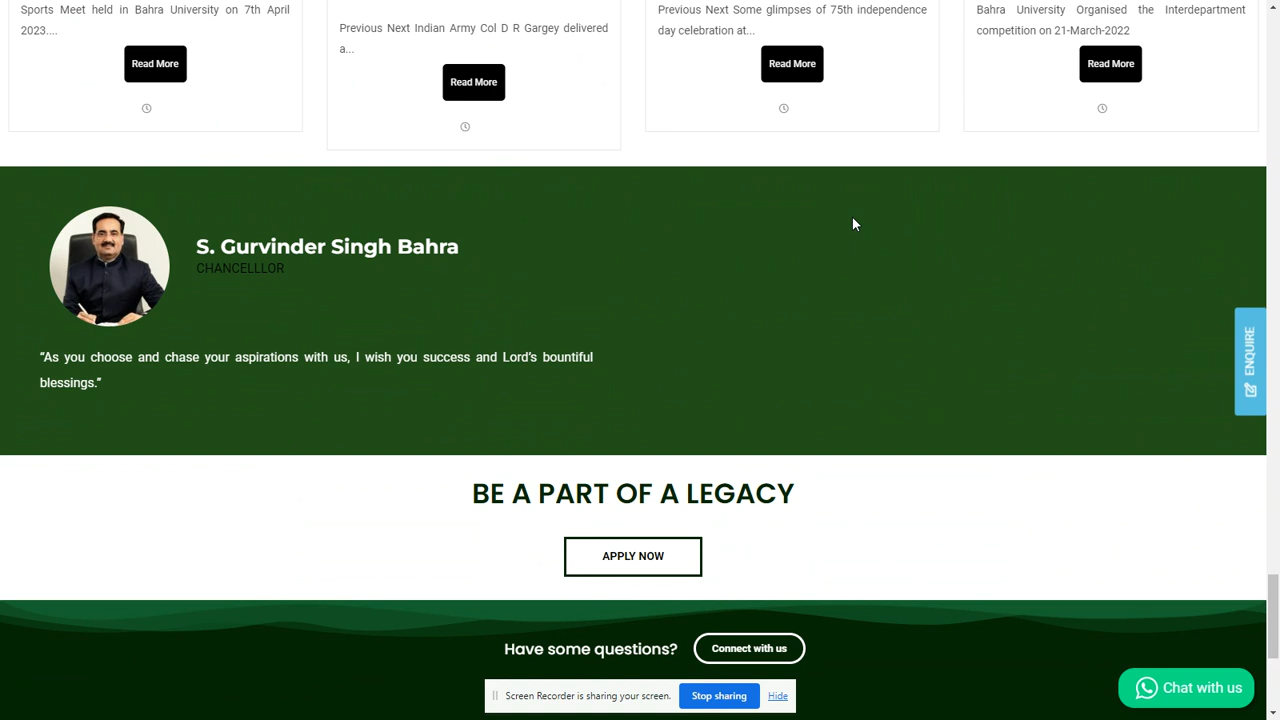 Sports Meet held in Bahra University on 7th April
2023....
Read More
Previous Next Indian Army Col D R Gargey delivered
a...
Read More
Previous Next Some glimpses of 75th independence
day celebration at...
Read More
Bahra University Organised the Interdepartment
competition on 21-March-2022
Read More
S. Gurvinder Singh Bahra
CHANCELLLOR
“As you choose and chase your aspirations with us, I wish you success and Lord’s bountiful
blessings.”
ENQUIRE
BE A PART OF A LEGACY
APPLY NOW
Have some questions?
Connect with us
Screen Recorder is sharing your screen.
Stop sharing
Hide
Chat with us